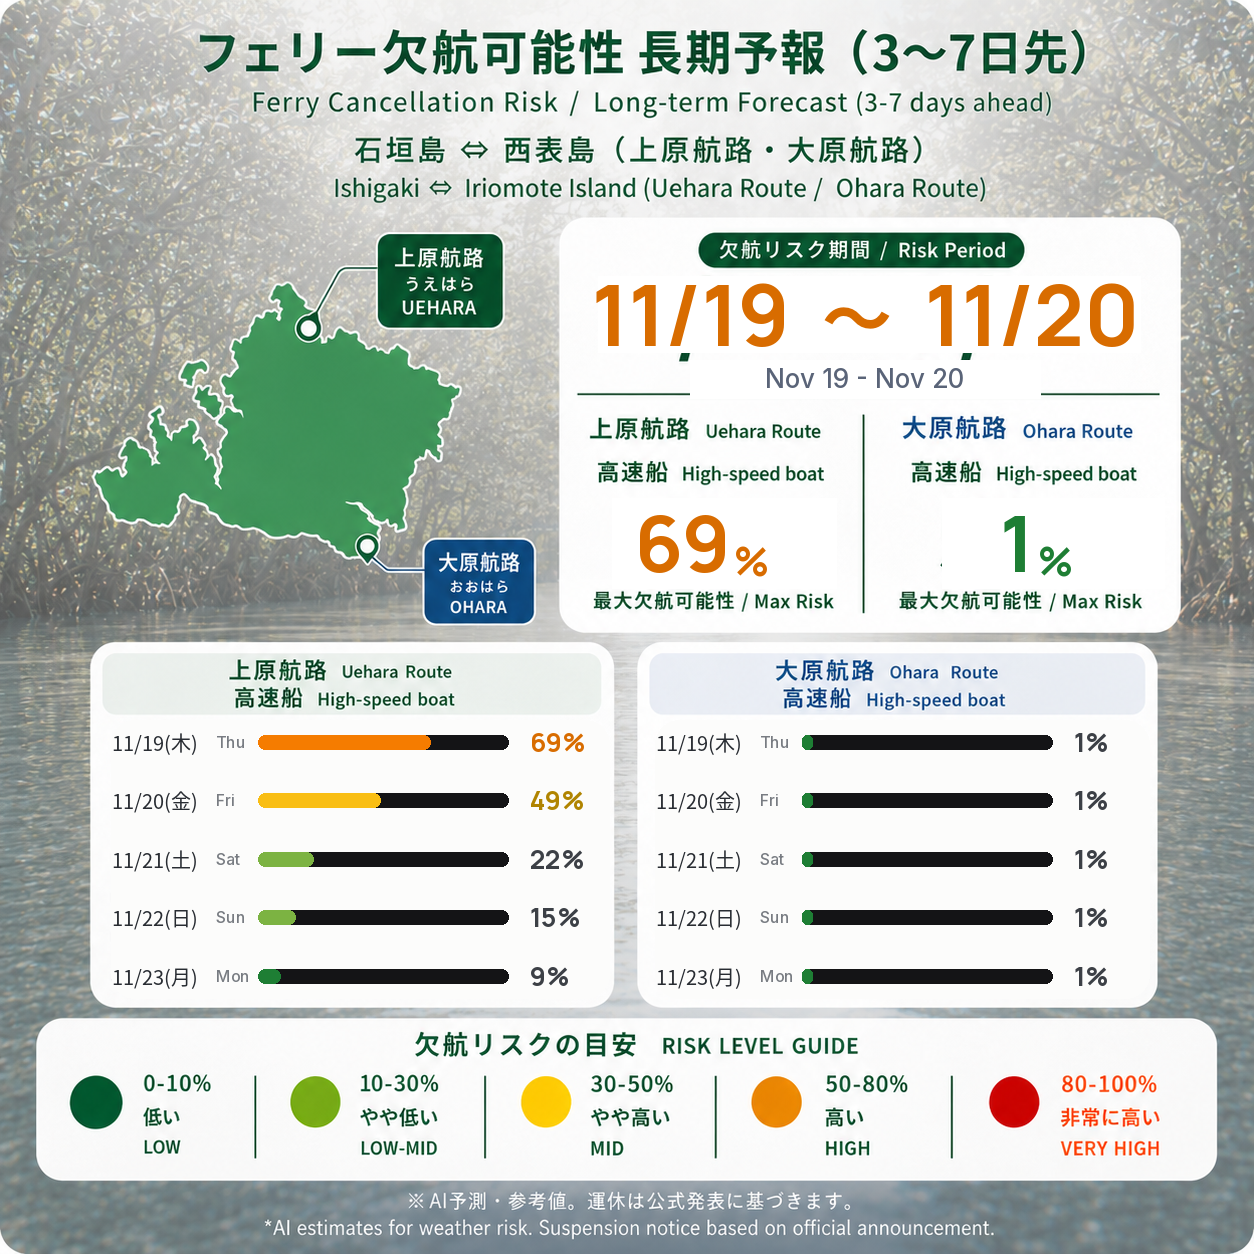 フェリー欠航可能性 長期予報（3～7日先）
Ferry Cancellation Risk / Long-term Forecast (3-7 days ahead)
石垣島 ⇔ 西表島（上原航路・大原航路）
Ishigaki ⇔ Iriomote Island (Uehara Route / Ohara Route)
上原航路
うえはら
UEHARA
大原航路
おおはら
OHARA
欠航リスク期間 / Risk Period
11/19 ～ 11/20
Nov 19 - Nov 20
上原航路 Uehara Route
高速船 High-speed boat
69%
最大欠航可能性 / Max Risk
大原航路 Ohara Route
高速船 High-speed boat
1%
最大欠航可能性 / Max Risk
上原航路 Uehara Route
高速船 High-speed boat
11/19(木) Thu 69%
11/20(金) Fri 49%
11/21(土) Sat 22%
11/22(日) Sun 15%
11/23(月) Mon 9%
大原航路 Ohara Route
高速船 High-speed boat
11/19(木) Thu 1%
11/20(金) Fri 1%
11/21(土) Sat 1%
11/22(日) Sun 1%
11/23(月) Mon 1%
欠航リスクの目安 RISK LEVEL GUIDE
0-10%
低い
LOW
10-30%
やや低い
LOW-MID
30-50%
やや高い
MID
50-80%
高い
HIGH
80-100%
非常に高い
VERY HIGH
※ AI予測・参考値。運休は公式発表に基づきます。
*AI estimates for weather risk. Suspension notice based on official announcement.